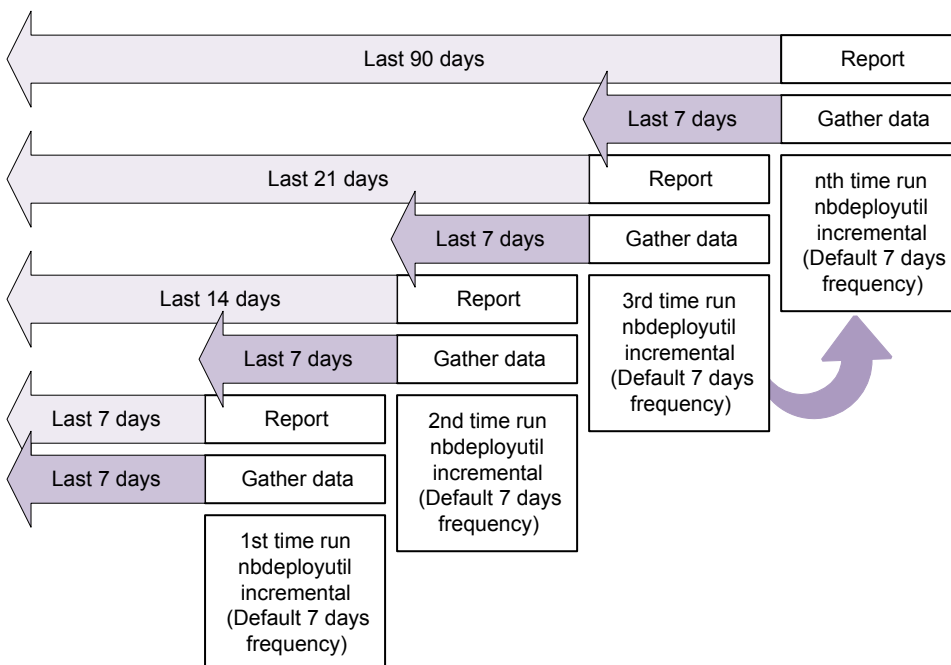 Last 90 days
Report
Last 7 days
Gather data
Last 21 days
Report
nth time run
nbdeployutil
incremental
(Default 7 days
frequency)
Last 7 days
Gather data
Last 14 days
Report
3rd time run
nbdeployutil
incremental
(Default 7 days
frequency)
Last 7 days
Gather data
Last 7 days
Report
2nd time run
nbdeployutil
incremental
(Default 7 days
frequency)
Last 7 days
Gather data
1st time run
nbdeployutil
incremental
(Default 7 days
frequency)